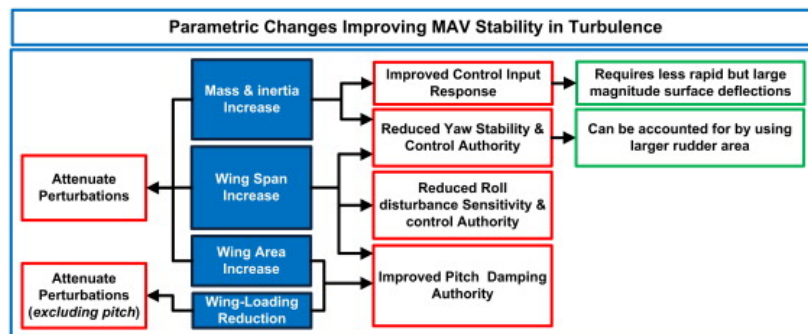 Parametric Changes Improving MAV Stability in Turbulence
Mass & inertia
Increase
Improved Control Input
Response
Requires less rapid but large
magnitude surface deflections
Reduced Yaw Stability &
Control Authority
Can be accounted for by using
larger rudder area
Attenuate
Perturbations
Wing Span
Increase
Reduced Roll
disturbance Sensitivity &
control Authority
Wing Area
Increase
Improved Pitch Damping
Authority
Attenuate
Perturbations
(excluding pitch)
Wing-Loading
Reduction